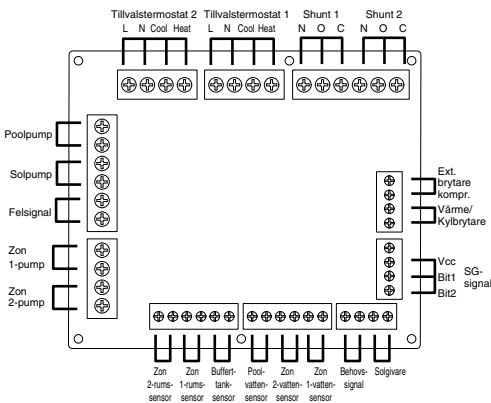 Tillvalstermostat 2 Tillvalstermostat 1 Shunt 1 Shunt 2
L N Cool Heat L N Cool Heat N O C N O C
Poolpump
Solpump
Felsignal
Zon
1-pump
Zon
2-pump
Ext.
brytare
kompr.
Värme/
Kylbrytare
Vcc
Bit1
Bit2
SG-
signal
Zon
2-rums-
sensor
Zon
1-rums-
sensor
Buffert-
tank-
sensor
Pool-
vatten-
sensor
Zon
2-vatten-
sensor
Zon
1-vatten-
sensor
Behovs-
signal
Solgivare